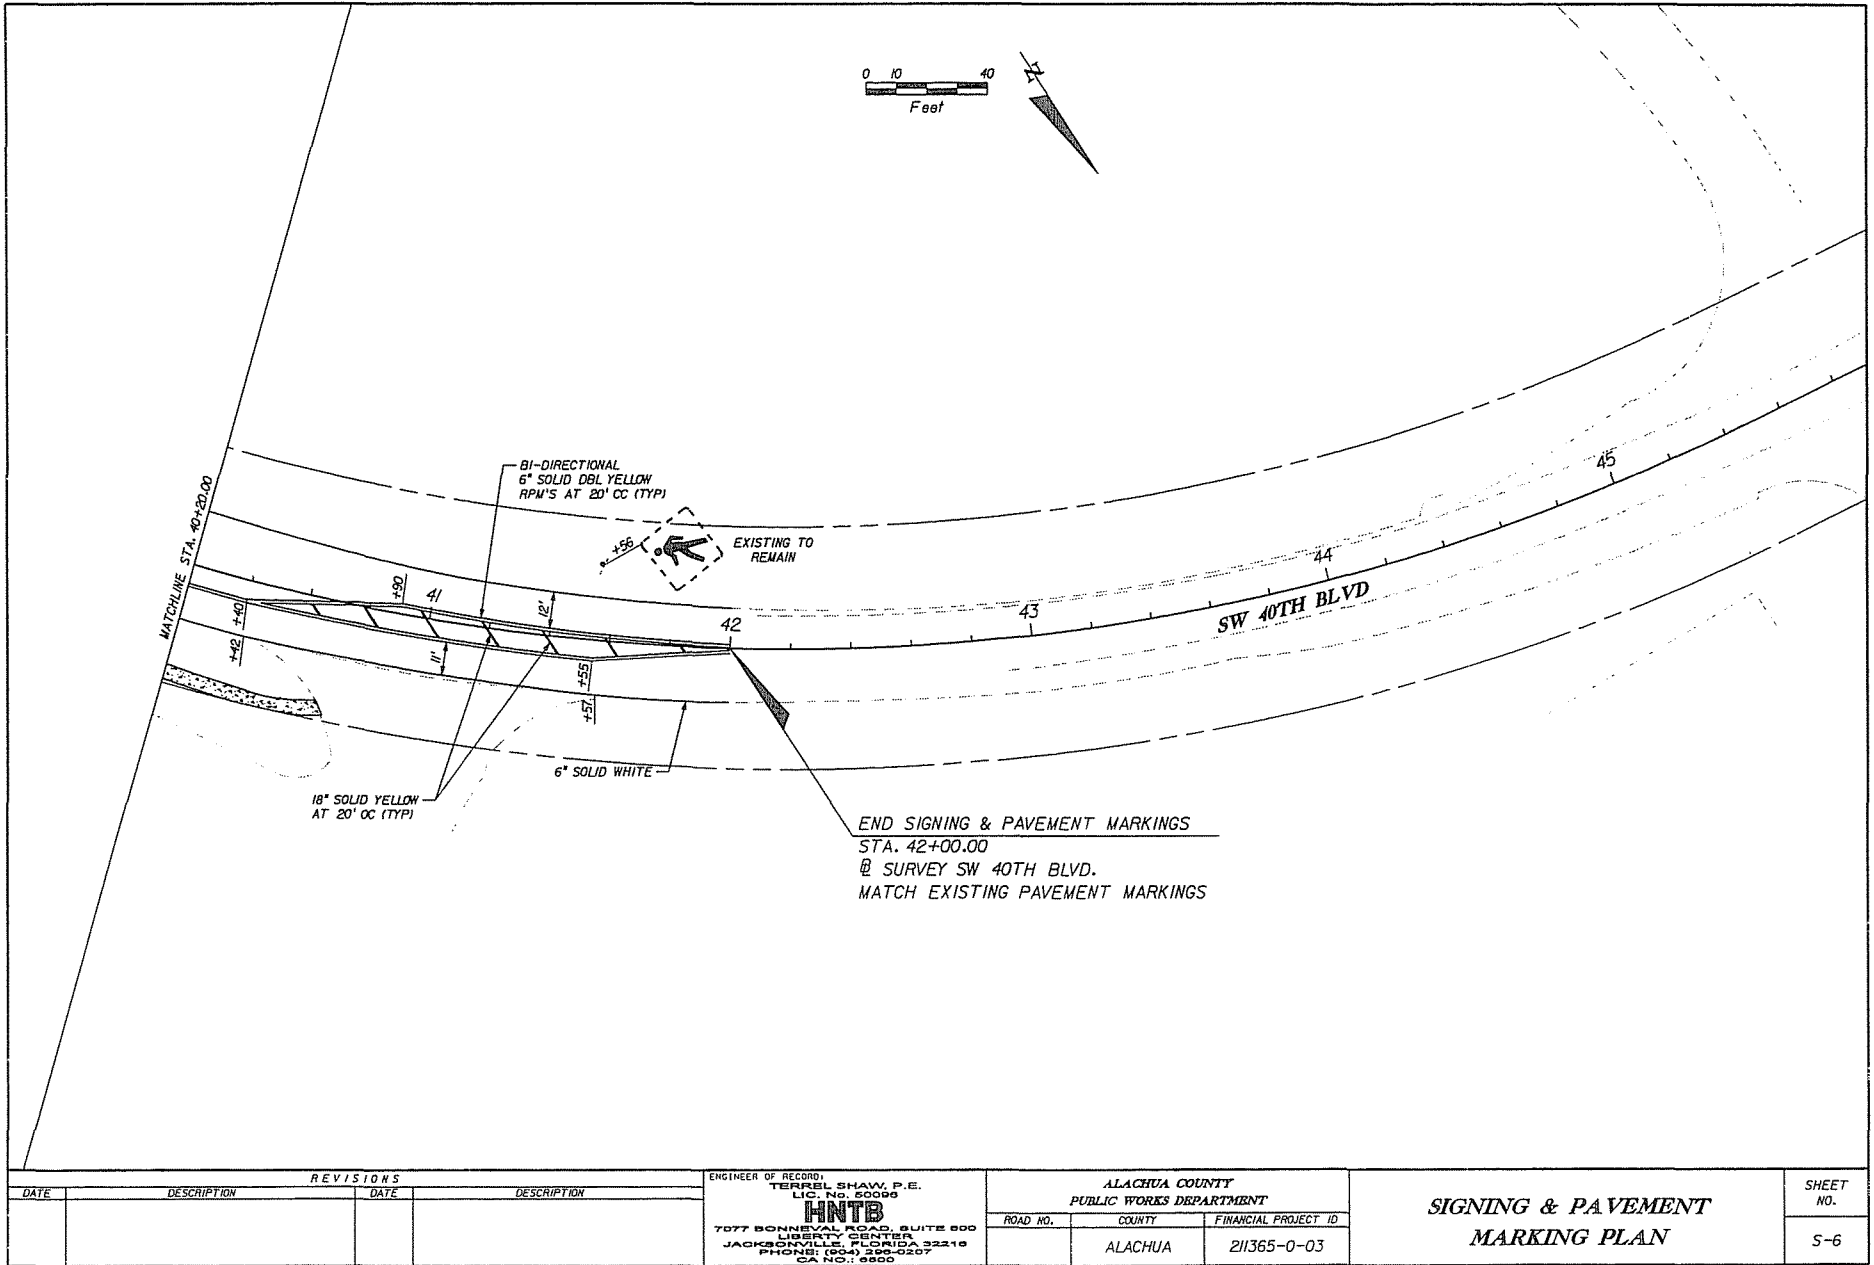 0 10 40
Feet
N
MATCHLINE STA. 40+20.00
BI-DIRECTIONAL
6" SOLID DBL YELLOW
RPM'S AT 20' CC (TYP)
+56
EXISTING TO
REMAIN
+90
41
12'
+40
+42
11'
+55
+57
42
43
44
45
SW 40TH BLVD
6" SOLID WHITE
18" SOLID YELLOW
AT 20' OC (TYP)
END SIGNING & PAVEMENT MARKINGS
STA. 42+00.00
℄ SURVEY SW 40TH BLVD.
MATCH EXISTING PAVEMENT MARKINGS
REVISIONS
DATE DESCRIPTION DATE DESCRIPTION
ENGINEER OF RECORD:
TERREL SHAW, P.E.
LIC. No. 50096
HNTB
7077 BONNEVAL ROAD, SUITE 600
LIBERTY CENTER
JACKSONVILLE, FLORIDA 32216
PHONE: (904) 296-0207
CA NO.: 6500
ALACHUA COUNTY
PUBLIC WORKS DEPARTMENT
ROAD NO. COUNTY FINANCIAL PROJECT ID
ALACHUA 211365-0-03
SIGNING & PAVEMENT
MARKING PLAN
SHEET
NO.
S-6